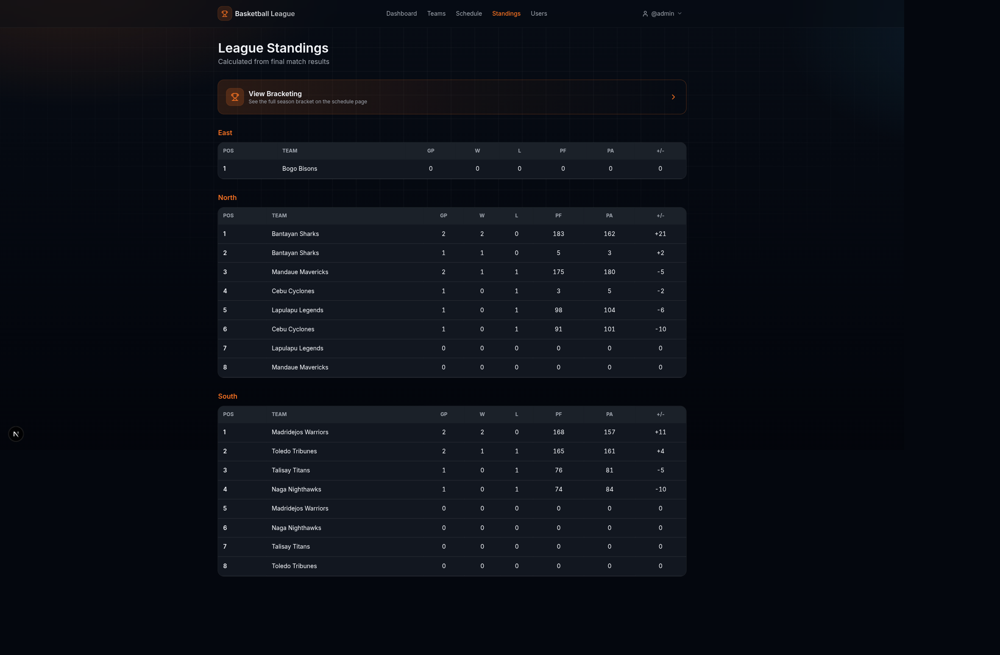 Basketball League Dashboard Teams Schedule Standings Users @admin
League Standings
Calculated from final match results
View Bracketing
See the full season bracket on the schedule page
East
POS TEAM GP W L PF PA +/-
1 Bogo Bisons 0 0 0 0 0 0
North
POS TEAM GP W L PF PA +/-
1 Bantayan Sharks 2 2 0 183 162 +21
2 Bantayan Sharks 1 1 0 5 3 +2
3 Mandaue Mavericks 2 1 1 175 180 -5
4 Cebu Cyclones 1 0 1 3 5 -2
5 Lapulapu Legends 1 0 1 98 104 -6
6 Cebu Cyclones 1 0 1 91 101 -10
7 Lapulapu Legends 0 0 0 0 0 0
8 Mandaue Mavericks 0 0 0 0 0 0
South
POS TEAM GP W L PF PA +/-
1 Madridejos Warriors 2 2 0 168 157 +11
2 Toledo Tribunes 2 1 1 165 161 +4
3 Talisay Titans 1 0 1 76 81 -5
4 Naga Nighthawks 1 0 1 74 84 -10
5 Madridejos Warriors 0 0 0 0 0 0
6 Naga Nighthawks 0 0 0 0 0 0
7 Talisay Titans 0 0 0 0 0 0
8 Toledo Tribunes 0 0 0 0 0 0
N